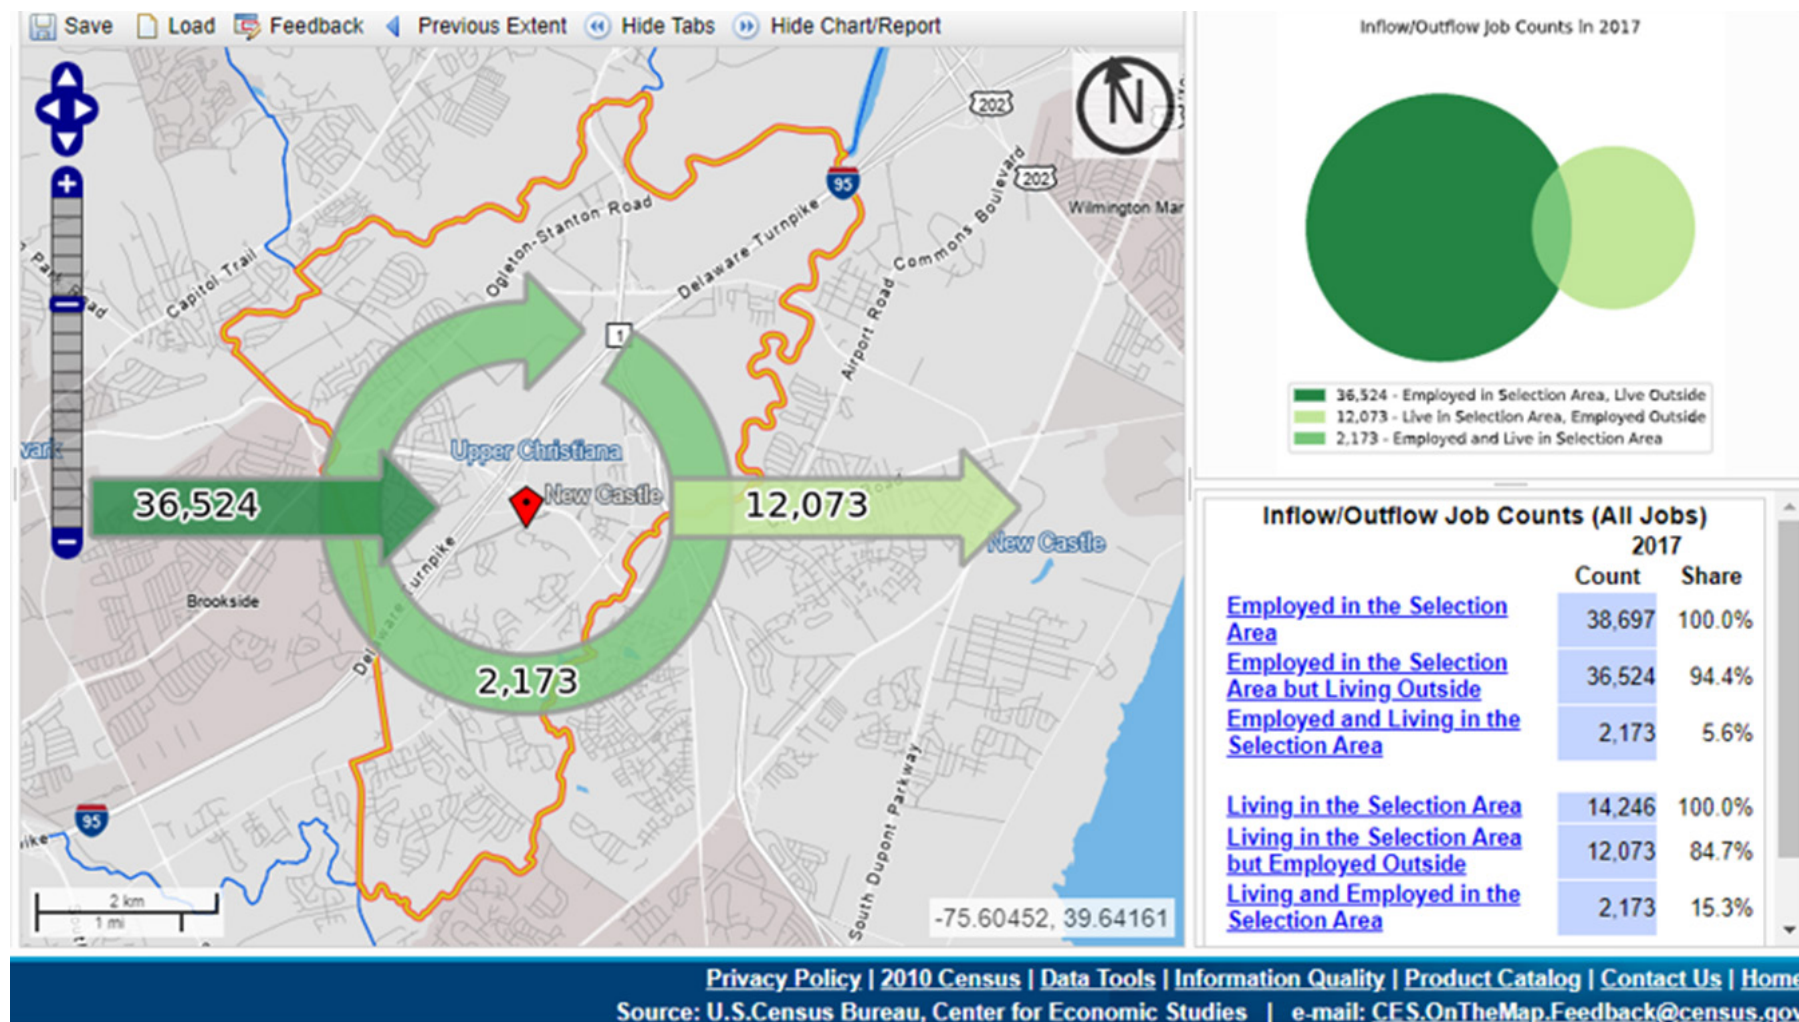 Save Load Feedback Previous Extent Hide Tabs Hide Chart/Report
N
202
202
95
Wilmington Mar
Capitol Trail
Ogleton-Stanton Road
Delaware Turnpike
Commons Boulevard
Airport Road
1
Upper Christiana
New Castle
36,524
12,073
2,173
New Castle
Brookside
Delaware Turnpike
South Dupont Parkway
95
2 km
1 mi
-75.60452, 39.64161
Inflow/Outflow Job Counts in 2017
36,524 - Employed in Selection Area, Live Outside
12,073 - Live in Selection Area, Employed Outside
2,173 - Employed and Live in Selection Area
Inflow/Outflow Job Counts (All Jobs)
2017
Count Share
Employed in the Selection
Area 38,697 100.0%
Employed in the Selection
Area but Living Outside 36,524 94.4%
Employed and Living in the
Selection Area 2,173 5.6%
Living in the Selection Area 14,246 100.0%
Living in the Selection Area
but Employed Outside 12,073 84.7%
Living and Employed in the
Selection Area 2,173 15.3%
Privacy Policy | 2010 Census | Data Tools | Information Quality | Product Catalog | Contact Us | Home
Source: U.S.Census Bureau, Center for Economic Studies | e-mail: CES.OnTheMap.Feedback@census.gov